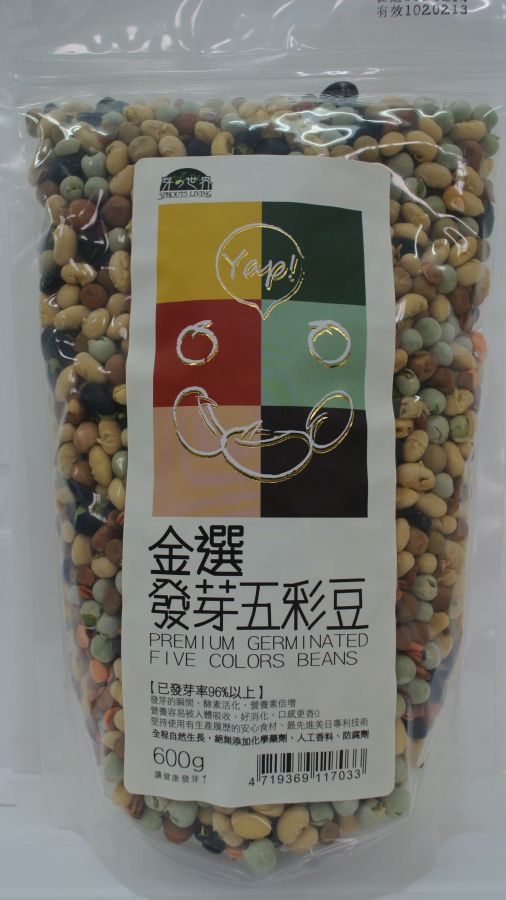 有效1020213
芽の世界
SPROUTS LIVING
Yap!
金選
發芽五彩豆
PREMIUM GERMINATED
FIVE COLORS BEANS
【已發芽率96%以上】
發芽的瞬間，酵素活化，營養素倍增
營養容易被人體吸收，好消化，口感更香Q
堅持使用有生產履歷的安心食材、最先進美日專利技術
全程自然生長，絕無添加化學藥劑、人工香料、防腐劑
600g
讓健康發芽！
4 719369 117033